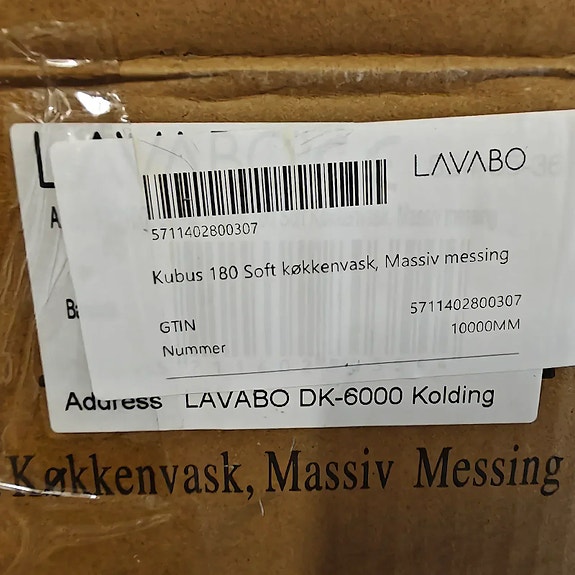 LAVABO
5711402800307
Kubus 180 Soft køkkenvask, Massiv messing
GTIN 5711402800307
Nummer 10000MM
Address LAVABO DK-6000 Kolding
Køkkenvask, Massiv Messing